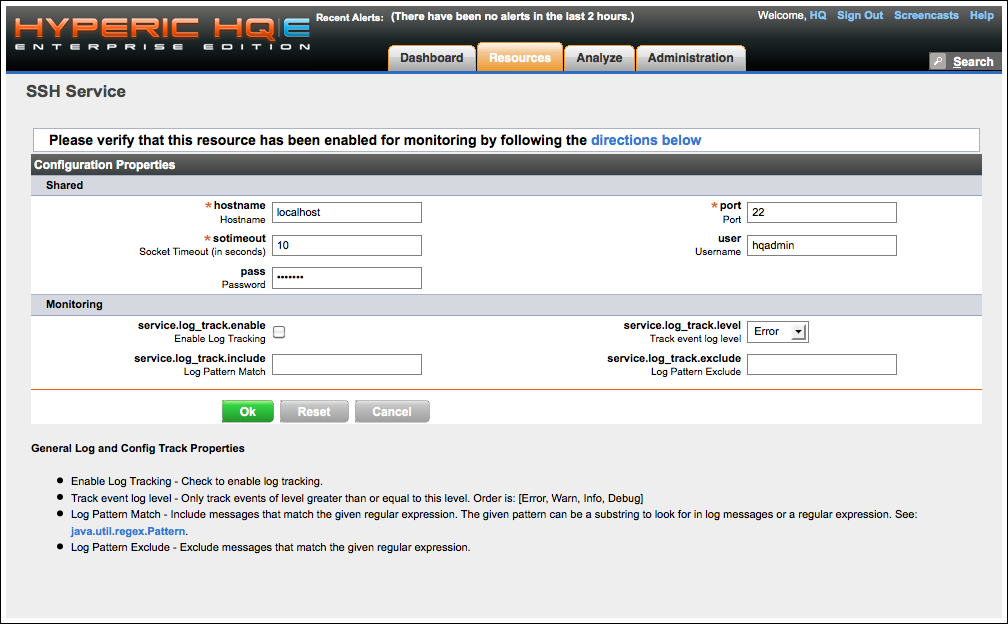 HYPERIC HQ E
ENTERPRISE EDITION
Recent Alerts: (There have been no alerts in the last 2 hours.)
Welcome, HQ Sign Out Screencasts Help
Dashboard Resources Analyze Administration
Search
SSH Service
Please verify that this resource has been enabled for monitoring by following the directions below
Configuration Properties
Shared
* hostname localhost * port 22
Hostname Port
* sotimeout 10 user hqadmin
Socket Timeout (in seconds) Username
pass •••••••
Password
Monitoring
service.log_track.enable service.log_track.level Error
Enable Log Tracking Track event log level
service.log_track.include service.log_track.exclude
Log Pattern Match Log Pattern Exclude
Ok Reset Cancel
General Log and Config Track Properties
• Enable Log Tracking - Check to enable log tracking.
• Track event log level - Only track events of level greater than or equal to this level. Order is: [Error, Warn, Info, Debug]
• Log Pattern Match - Include messages that match the given regular expression. The given pattern can be a substring to look for in log messages or a regular expression. See:
java.util.regex.Pattern.
• Log Pattern Exclude - Exclude messages that match the given regular expression.